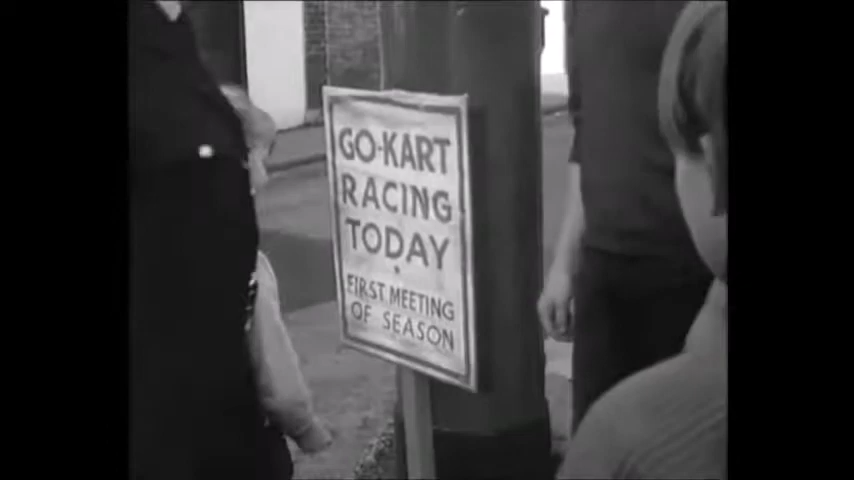 GO-KART
RACING
TODAY
FIRST MEETING
OF SEASON